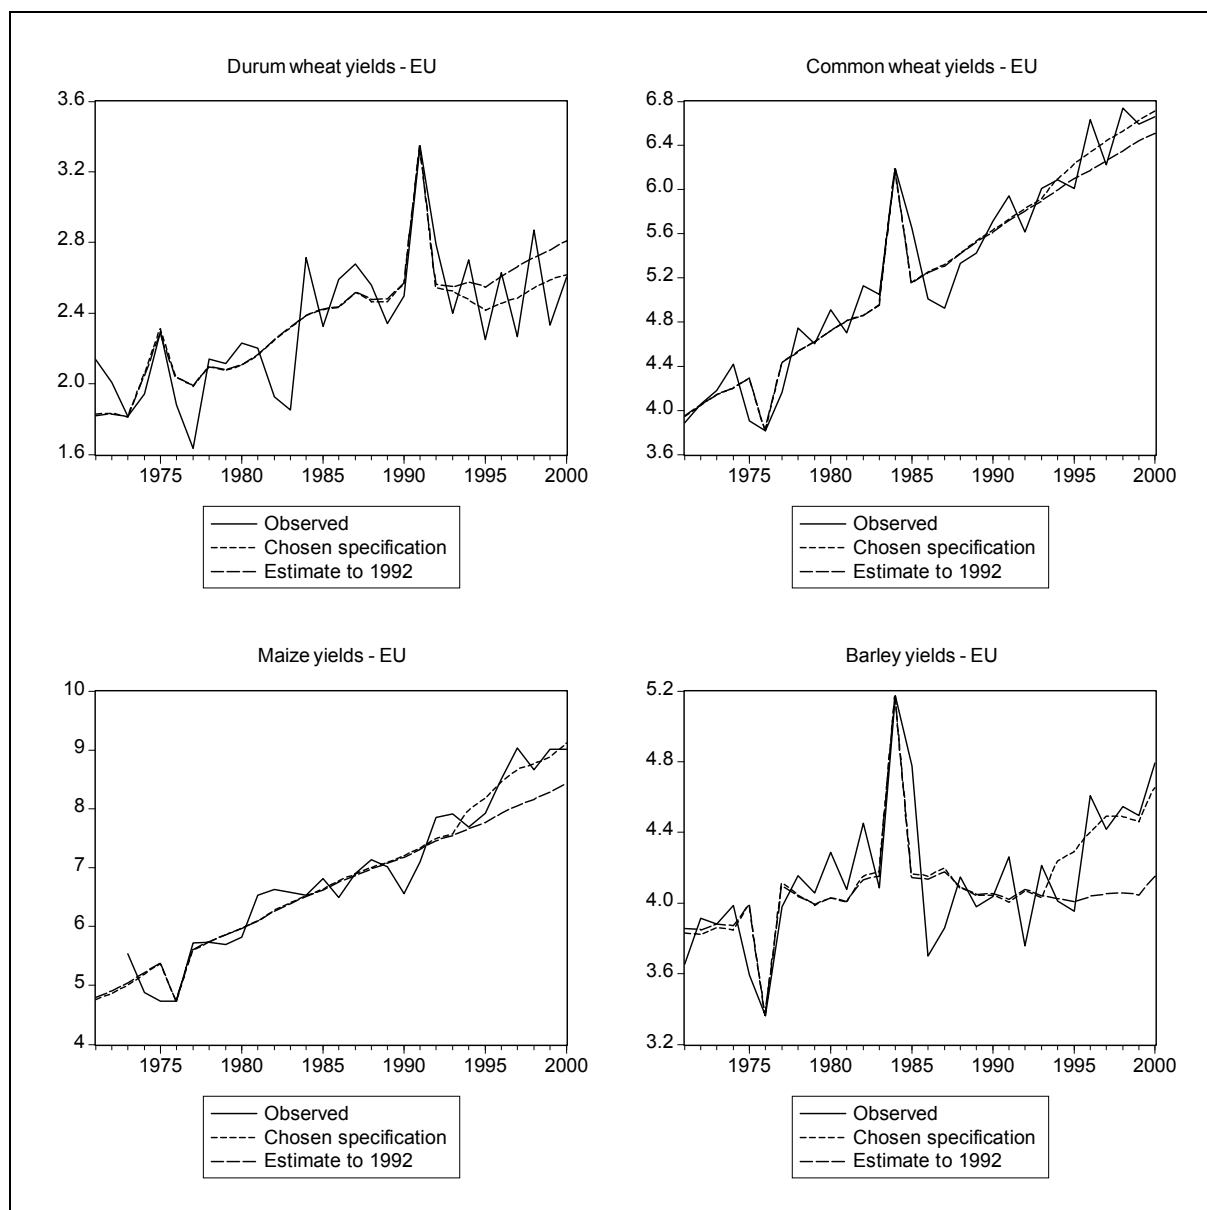 Durum wheat yields - EU
3.6
3.2
2.8
2.4
2.0
1.6
1975 1980 1985 1990 1995 2000
Observed
Chosen specification
Estimate to 1992
Common wheat yields - EU
6.8
6.4
6.0
5.6
5.2
4.8
4.4
4.0
3.6
1975 1980 1985 1990 1995 2000
Observed
Chosen specification
Estimate to 1992
Maize yields - EU
10
9
8
7
6
5
4
1975 1980 1985 1990 1995 2000
Observed
Chosen specification
Estimate to 1992
Barley yields - EU
5.2
4.8
4.4
4.0
3.6
3.2
1975 1980 1985 1990 1995 2000
Observed
Chosen specification
Estimate to 1992